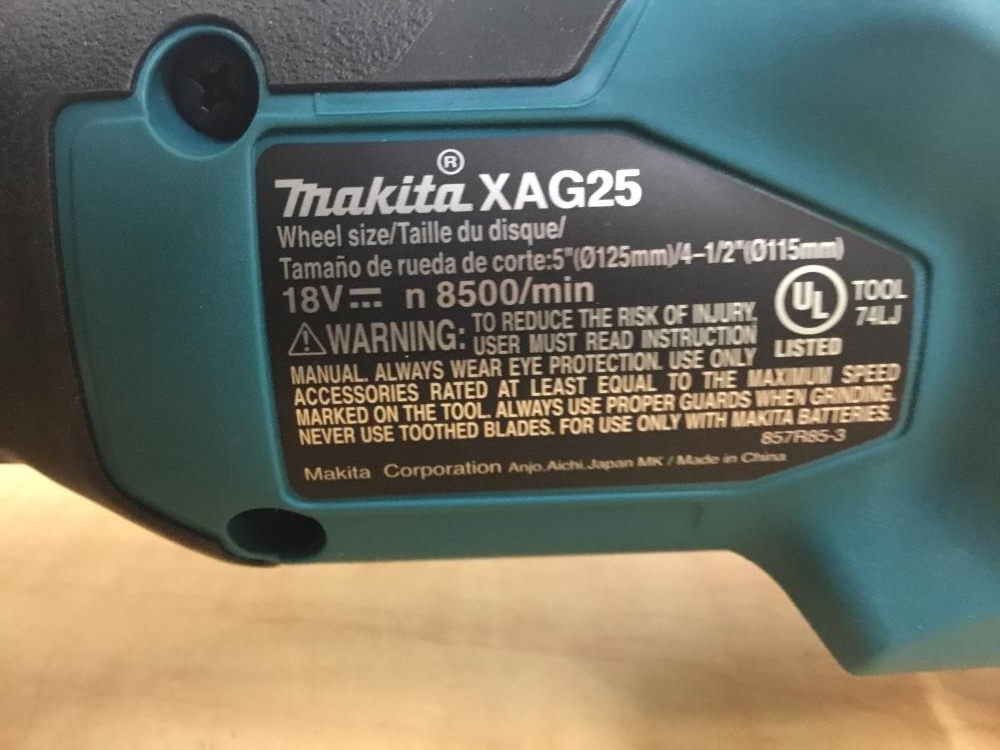 Makita® XAG25
Wheel size/Taille du disque/
Tamaño de rueda de corte:5"(Ø125mm)/4-1/2"(Ø115mm)
18V⎓ n 8500/min
UL LISTED
TOOL
74LJ
⚠WARNING: TO REDUCE THE RISK OF INJURY,
USER MUST READ INSTRUCTION
MANUAL. ALWAYS WEAR EYE PROTECTION. USE ONLY
ACCESSORIES RATED AT LEAST EQUAL TO THE MAXIMUM SPEED
MARKED ON THE TOOL. ALWAYS USE PROPER GUARDS WHEN GRINDING.
NEVER USE TOOTHED BLADES. FOR USE ONLY WITH MAKITA BATTERIES.
857R85-3
Makita Corporation Anjo,Aichi,Japan MK / Made in China